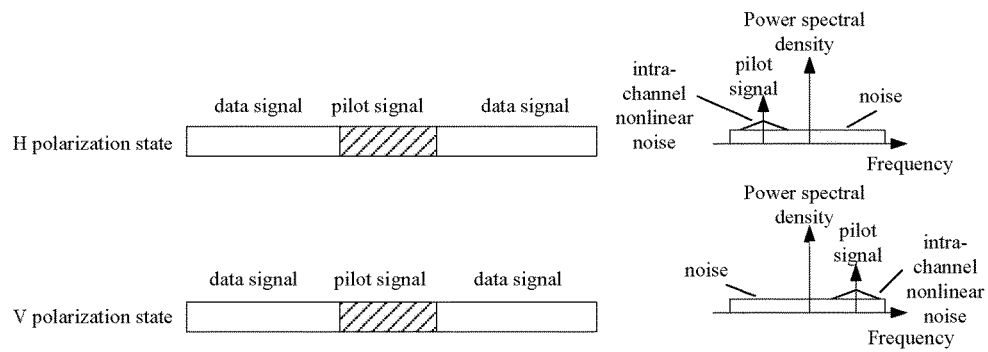 Power spectral
density
intra-
channel
nonlinear
noise
pilot
signal
noise
data signal
pilot signal
data signal
H polarization state
Frequency
Power spectral
density
pilot
signal
intra-
channel
nonlinear
noise
noise
data signal
pilot signal
data signal
V polarization state
Frequency